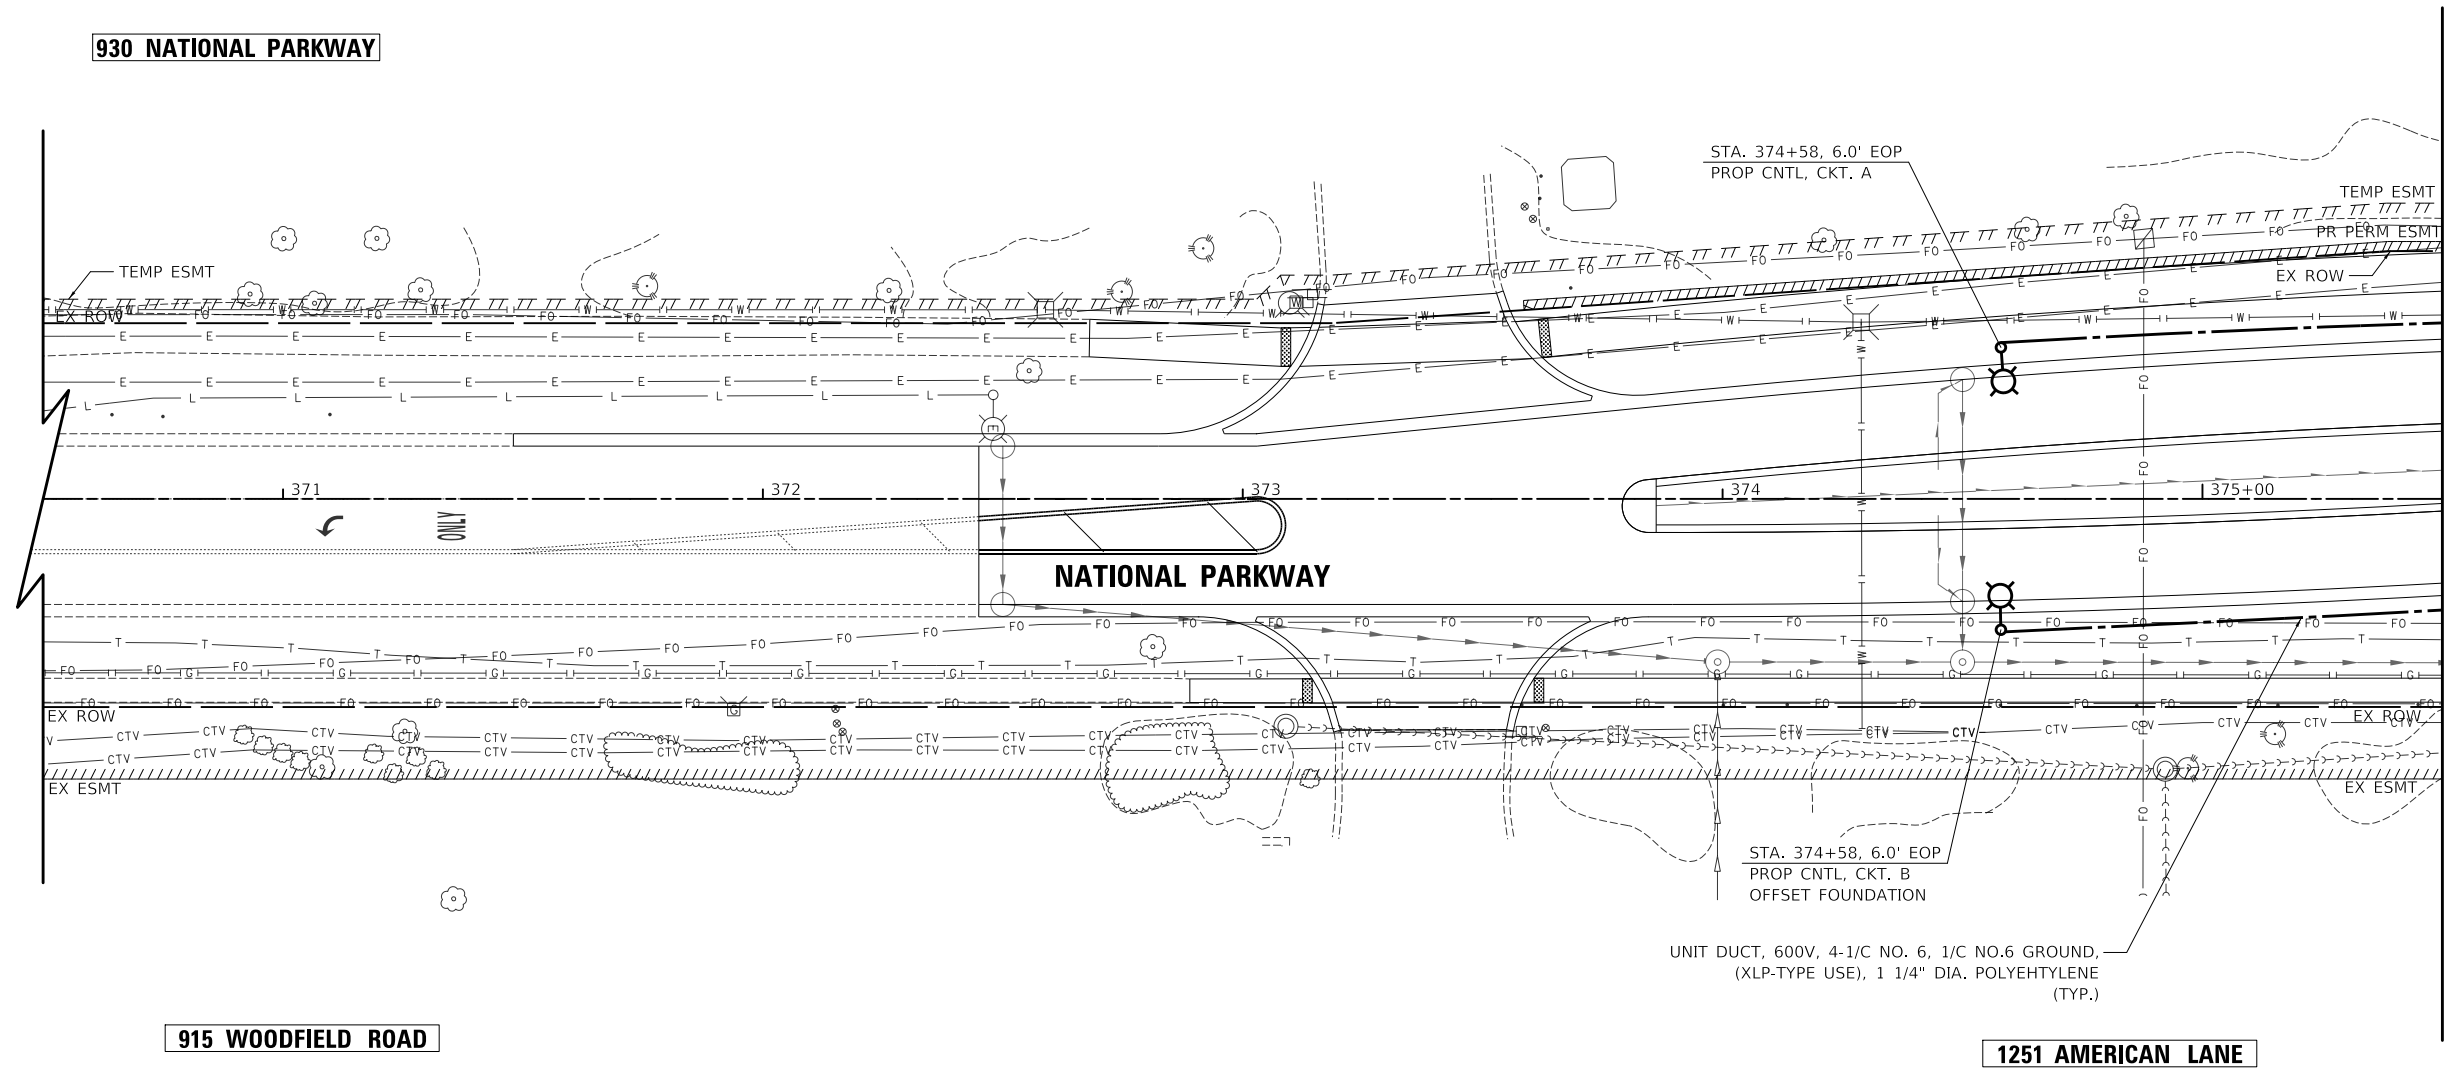 930 NATIONAL PARKWAY
STA. 374+58, 6.0' EOP
PROP CNTL, CKT. A
TEMP ESMT
PR PERM ESMT
EX ROW
TEMP ESMT
EX ROW
371
372
373
374
375+00
ONLY
NATIONAL PARKWAY
EX ROW
EX ROW
EX ESMT
EX ESMT
STA. 374+58, 6.0' EOP
PROP CNTL, CKT. B
OFFSET FOUNDATION
UNIT DUCT, 600V, 4-1/C NO. 6, 1/C NO.6 GROUND,
(XLP-TYPE USE), 1 1/4" DIA. POLYEHTYLENE
(TYP.)
915 WOODFIELD ROAD
1251 AMERICAN LANE